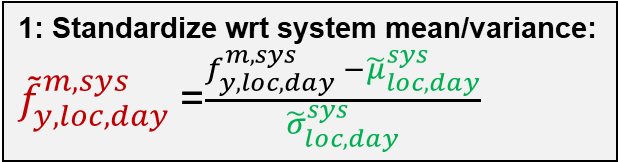 1: Standardize wrt system mean/variance:
f̃^{m,sys}_{y,loc,day} = (f^{m,sys}_{y,loc,day} − μ̃^{sys}_{loc,day}) / σ̃^{sys}_{loc,day}